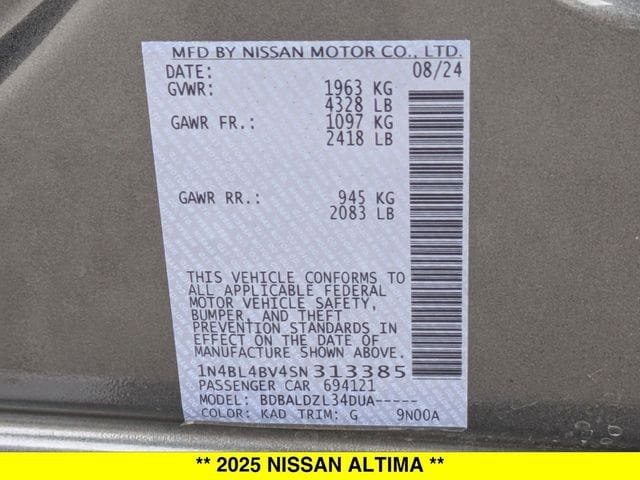 MFD BY NISSAN MOTOR CO., LTD.
DATE: 08/24
GVWR: 1963 KG
4328 LB
GAWR FR.: 1097 KG
2418 LB
GAWR RR.: 945 KG
2083 LB
THIS VEHICLE CONFORMS TO
ALL APPLICABLE FEDERAL
MOTOR VEHICLE SAFETY,
BUMPER, AND THEFT
PREVENTION STANDARDS IN
EFFECT ON THE DATE OF
MANUFACTURE SHOWN ABOVE.
1N4BL4BV4SN313385
PASSENGER CAR 694121
MODEL: BDBALDZL34DUA-----
COLOR: KAD TRIM: G 9N00A
** 2025 NISSAN ALTIMA **